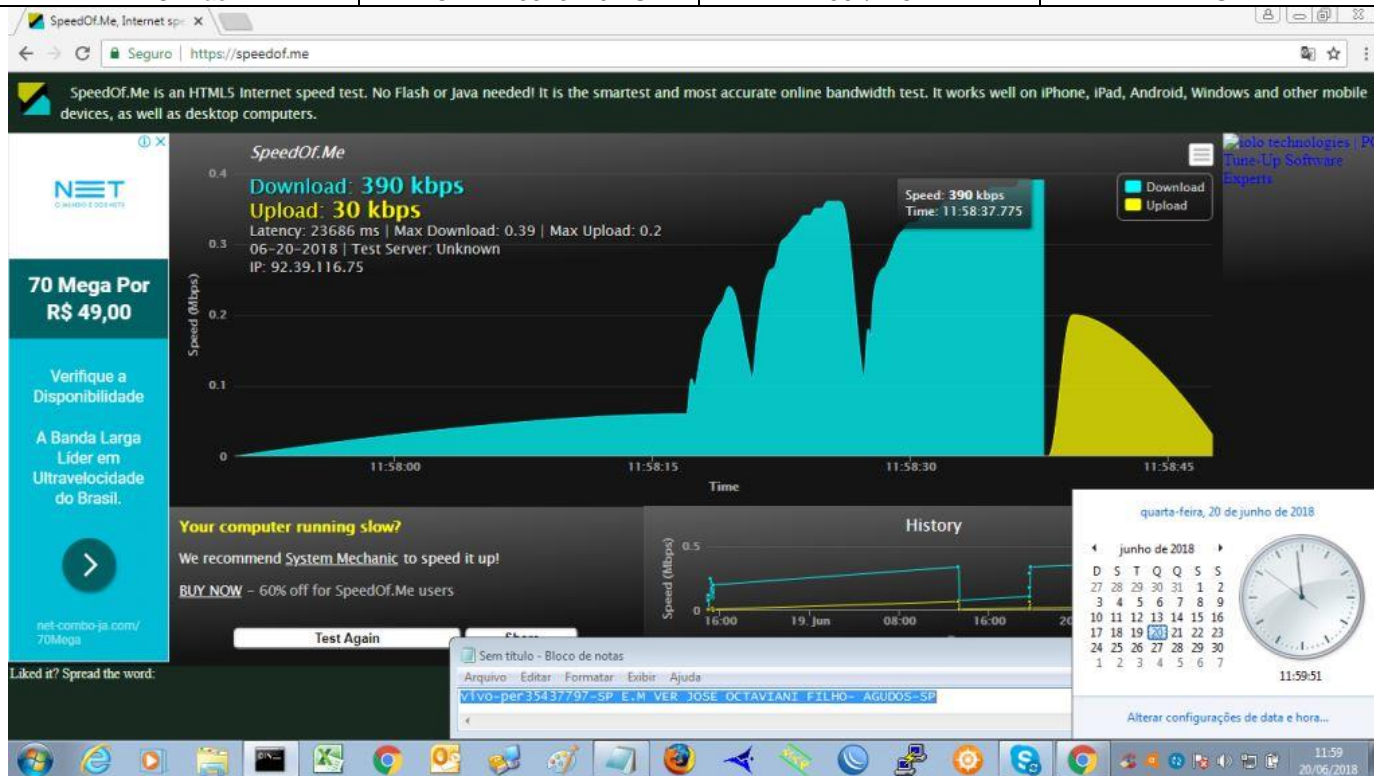 SpeedOf.Me, Internet spe
Seguro | https://speedof.me
SpeedOf.Me is an HTML5 Internet speed test. No Flash or Java needed! It is the smartest and most accurate online bandwidth test. It works well on iPhone, iPad, Android, Windows and other mobile
devices, as well as desktop computers.
NET
O MUNDO É DOS NETS
70 Mega Por
R$ 49,00
Verifique a
Disponibilidade
A Banda Larga
Líder em
Ultravelocidade
do Brasil.
net-combo-ja.com/
70Mega
SpeedOf.Me
Download: 390 kbps
Upload: 30 kbps
Latency: 23686 ms | Max Download: 0.39 | Max Upload: 0.2
06-20-2018 | Test Server: Unknown
IP: 92.39.116.75
Speed: 390 kbps
Time: 11:58:37.775
Download
Upload
iolo technologies | PC
Tune-Up Software
Experts
Speed (Mbps)
0.4
0.3
0.2
0.1
0
11:58:00
11:58:15
11:58:30
11:58:45
Time
Your computer running slow?
We recommend System Mechanic to speed it up!
BUY NOW – 60% off for SpeedOf.Me users
Test Again
History
Speed (Mbps)
0.5
0
16:00
19. Jun
08:00
16:00
20
Liked it? Spread the word:
Sem título - Bloco de notas
Arquivo Editar Formatar Exibir Ajuda
vivo-per35437797-SP E.M VER JOSE OCTAVIANI FILHO- AGUDOS-SP
quarta-feira, 20 de junho de 2018
junho de 2018
D S T Q Q S S
27 28 29 30 31 1 2
3 4 5 6 7 8 9
10 11 12 13 14 15 16
17 18 19 20 21 22 23
24 25 26 27 28 29 30
1 2 3 4 5 6 7
11:59:51
Alterar configurações de data e hora...
11:59
20/06/2018